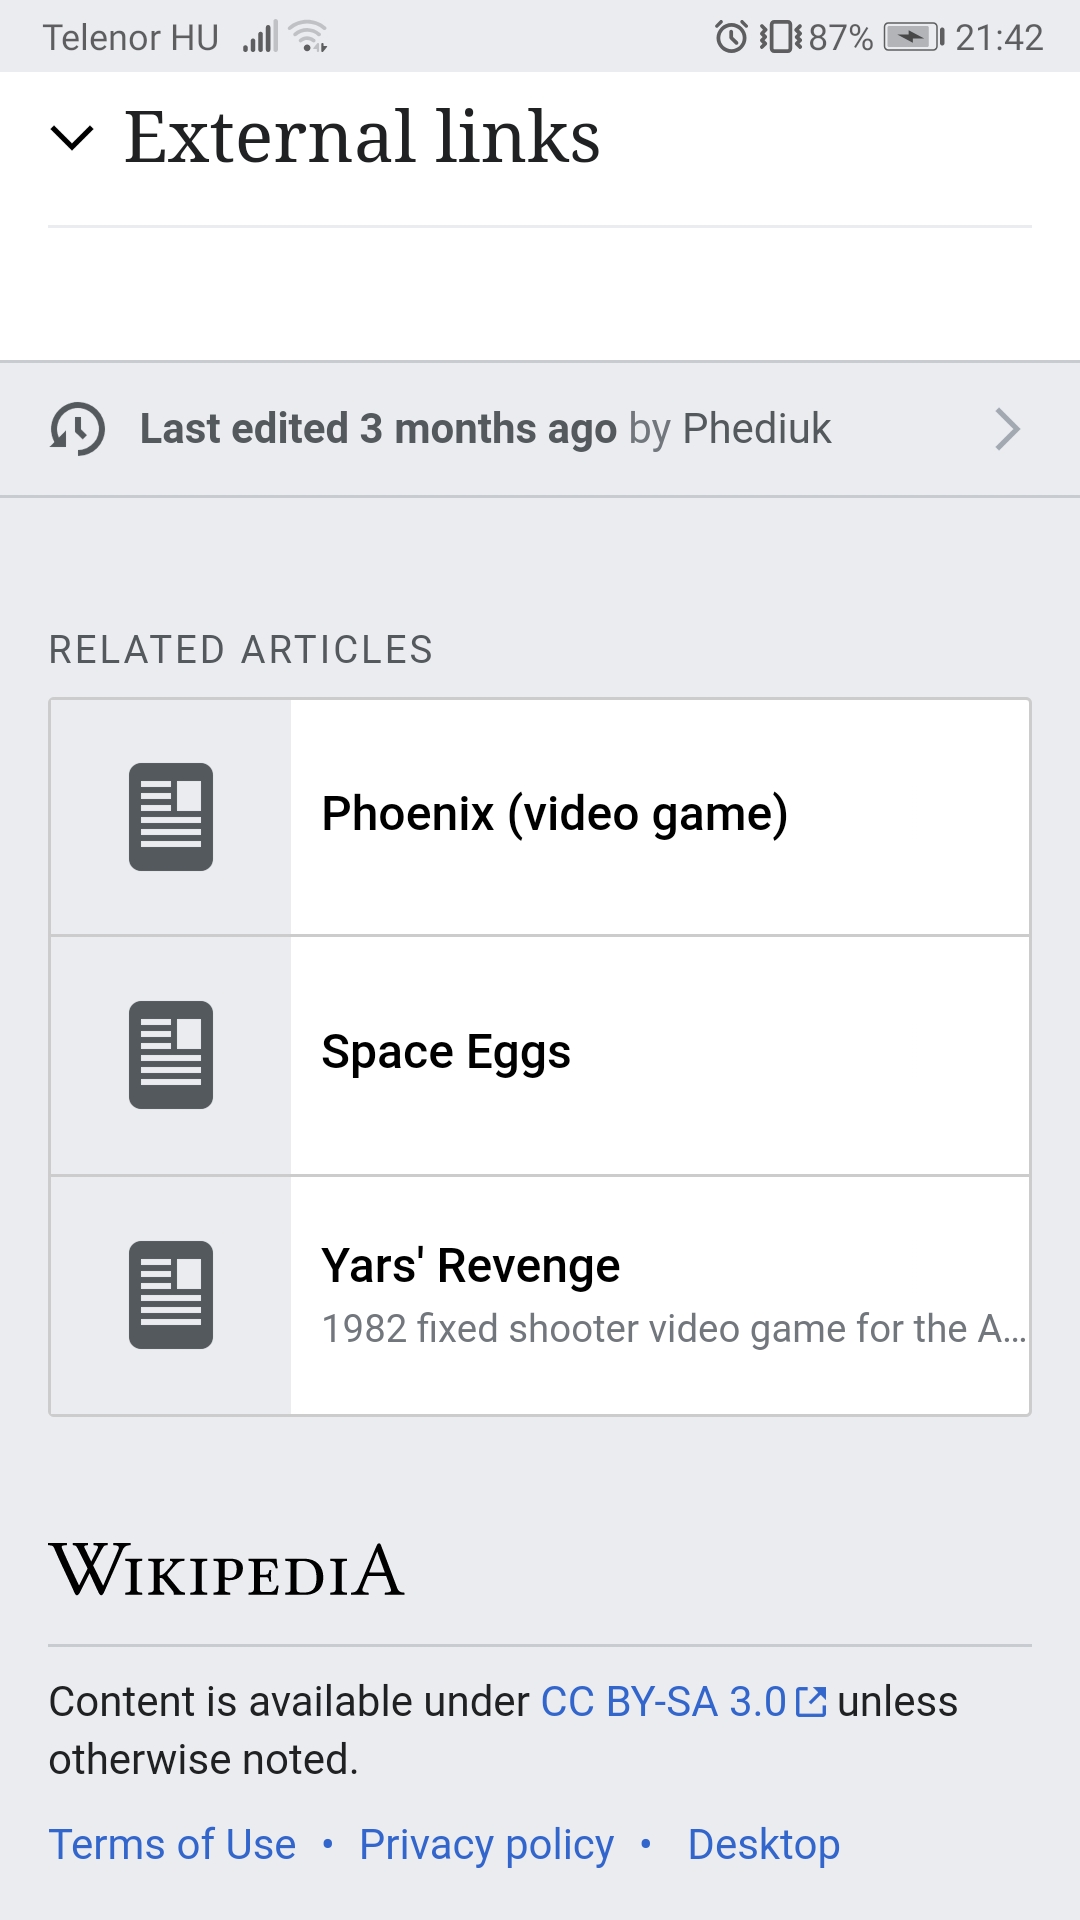 Telenor HU 87% 21:42
External links
Last edited 3 months ago by Phediuk
RELATED ARTICLES
Phoenix (video game)
Space Eggs
Yars' Revenge
1982 fixed shooter video game for the A...
WIKIPEDIA
Content is available under CC BY-SA 3.0 unless
otherwise noted.
Terms of Use • Privacy policy • Desktop